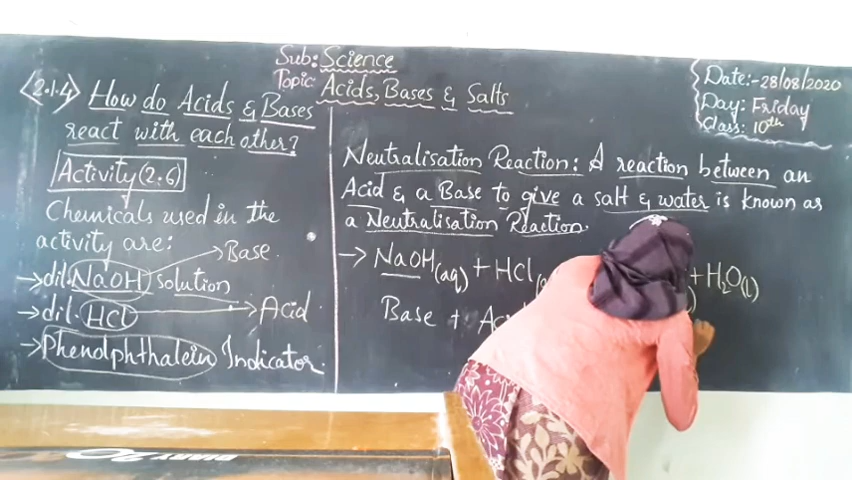 Sub: Science
Topic: Acids, Bases & Salts
Date:- 28/08/2020
Day: Friday
Class: 10th
<2.1.4> How do Acids & Bases
react with each other?
Activity (2.6)
Chemicals used in the
activity are:
→ dil. NaOH solution → Base
→ dil. HCl → Acid
→ Phenolphthalein Indicator
Neutralisation Reaction: A reaction between an
Acid & a Base to give a salt & water is known as
a Neutralisation Reaction.
→ NaOH(aq) + HCl + H₂O(l)
Base +